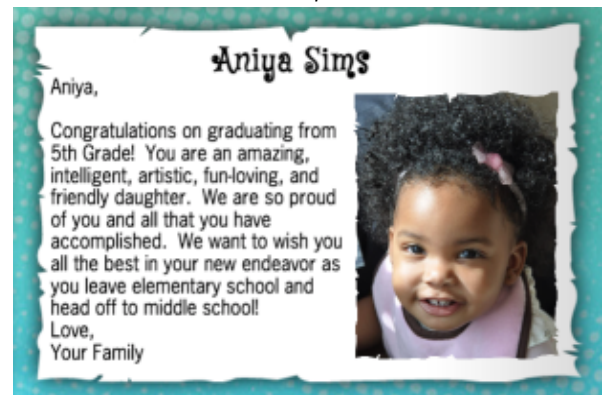 Aniya Sims
Aniya,
Congratulations on graduating from
5th Grade!  You are an amazing,
intelligent, artistic, fun-loving, and
friendly daughter.  We are so proud
of you and all that you have
accomplished.  We want to wish you
all the best in your new endeavor as
you leave elementary school and
head off to middle school!
Love,
Your Family